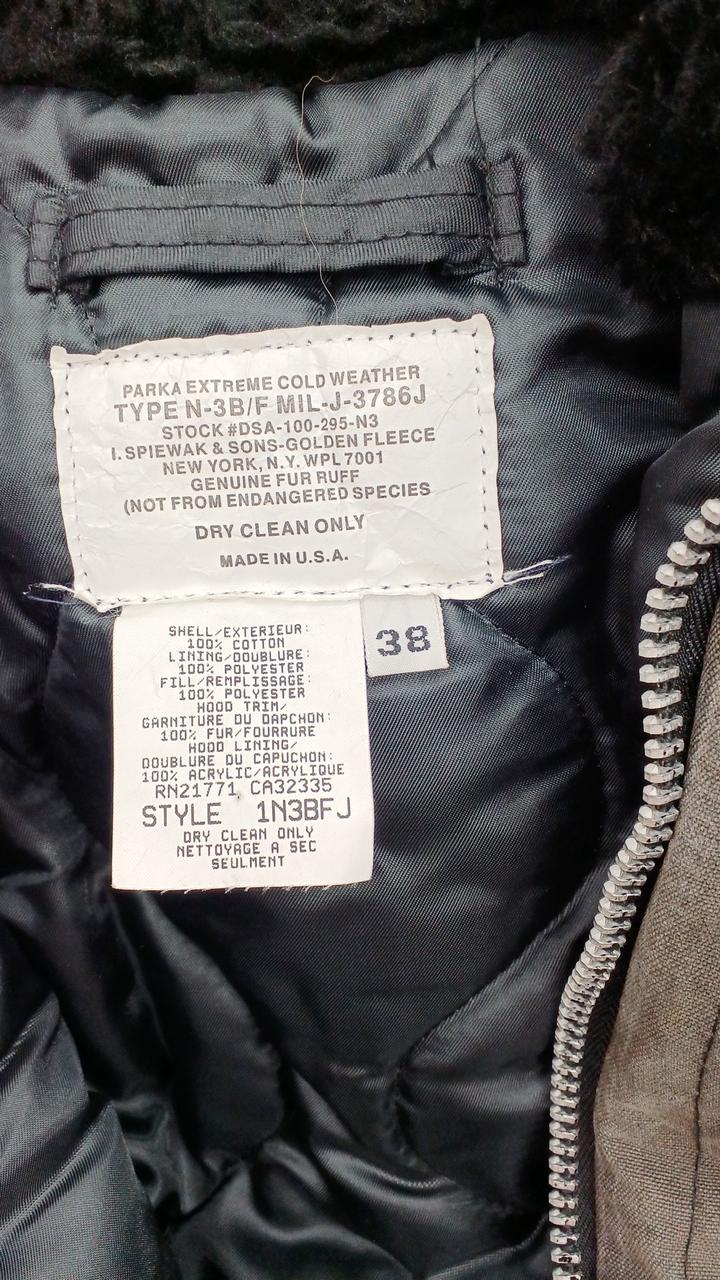 PARKA EXTREME COLD WEATHER
TYPE N-3B/F MIL-J-3786J
STOCK #DSA-100-295-N3
I. SPIEWAK & SONS-GOLDEN FLEECE
NEW YORK, N.Y. WPL 7001
GENUINE FUR RUFF
(NOT FROM ENDANGERED SPECIES
DRY CLEAN ONLY
MADE IN U.S.A.
38
SHELL/EXTERIEUR:
100% COTTON
LINING/DOUBLURE:
100% POLYESTER
FILL/REMPLISSAGE:
100% POLYESTER
HOOD TRIM/
GARNITURE DU DAPCHON:
100% FUR/FOURRURE
HOOD LINING/
DOUBLURE DU CAPUCHON:
100% ACRYLIC/ACRYLIQUE
RN21771 CA32335
STYLE 1N3BFJ
DRY CLEAN ONLY
NETTOYAGE A SEC
SEULMENT